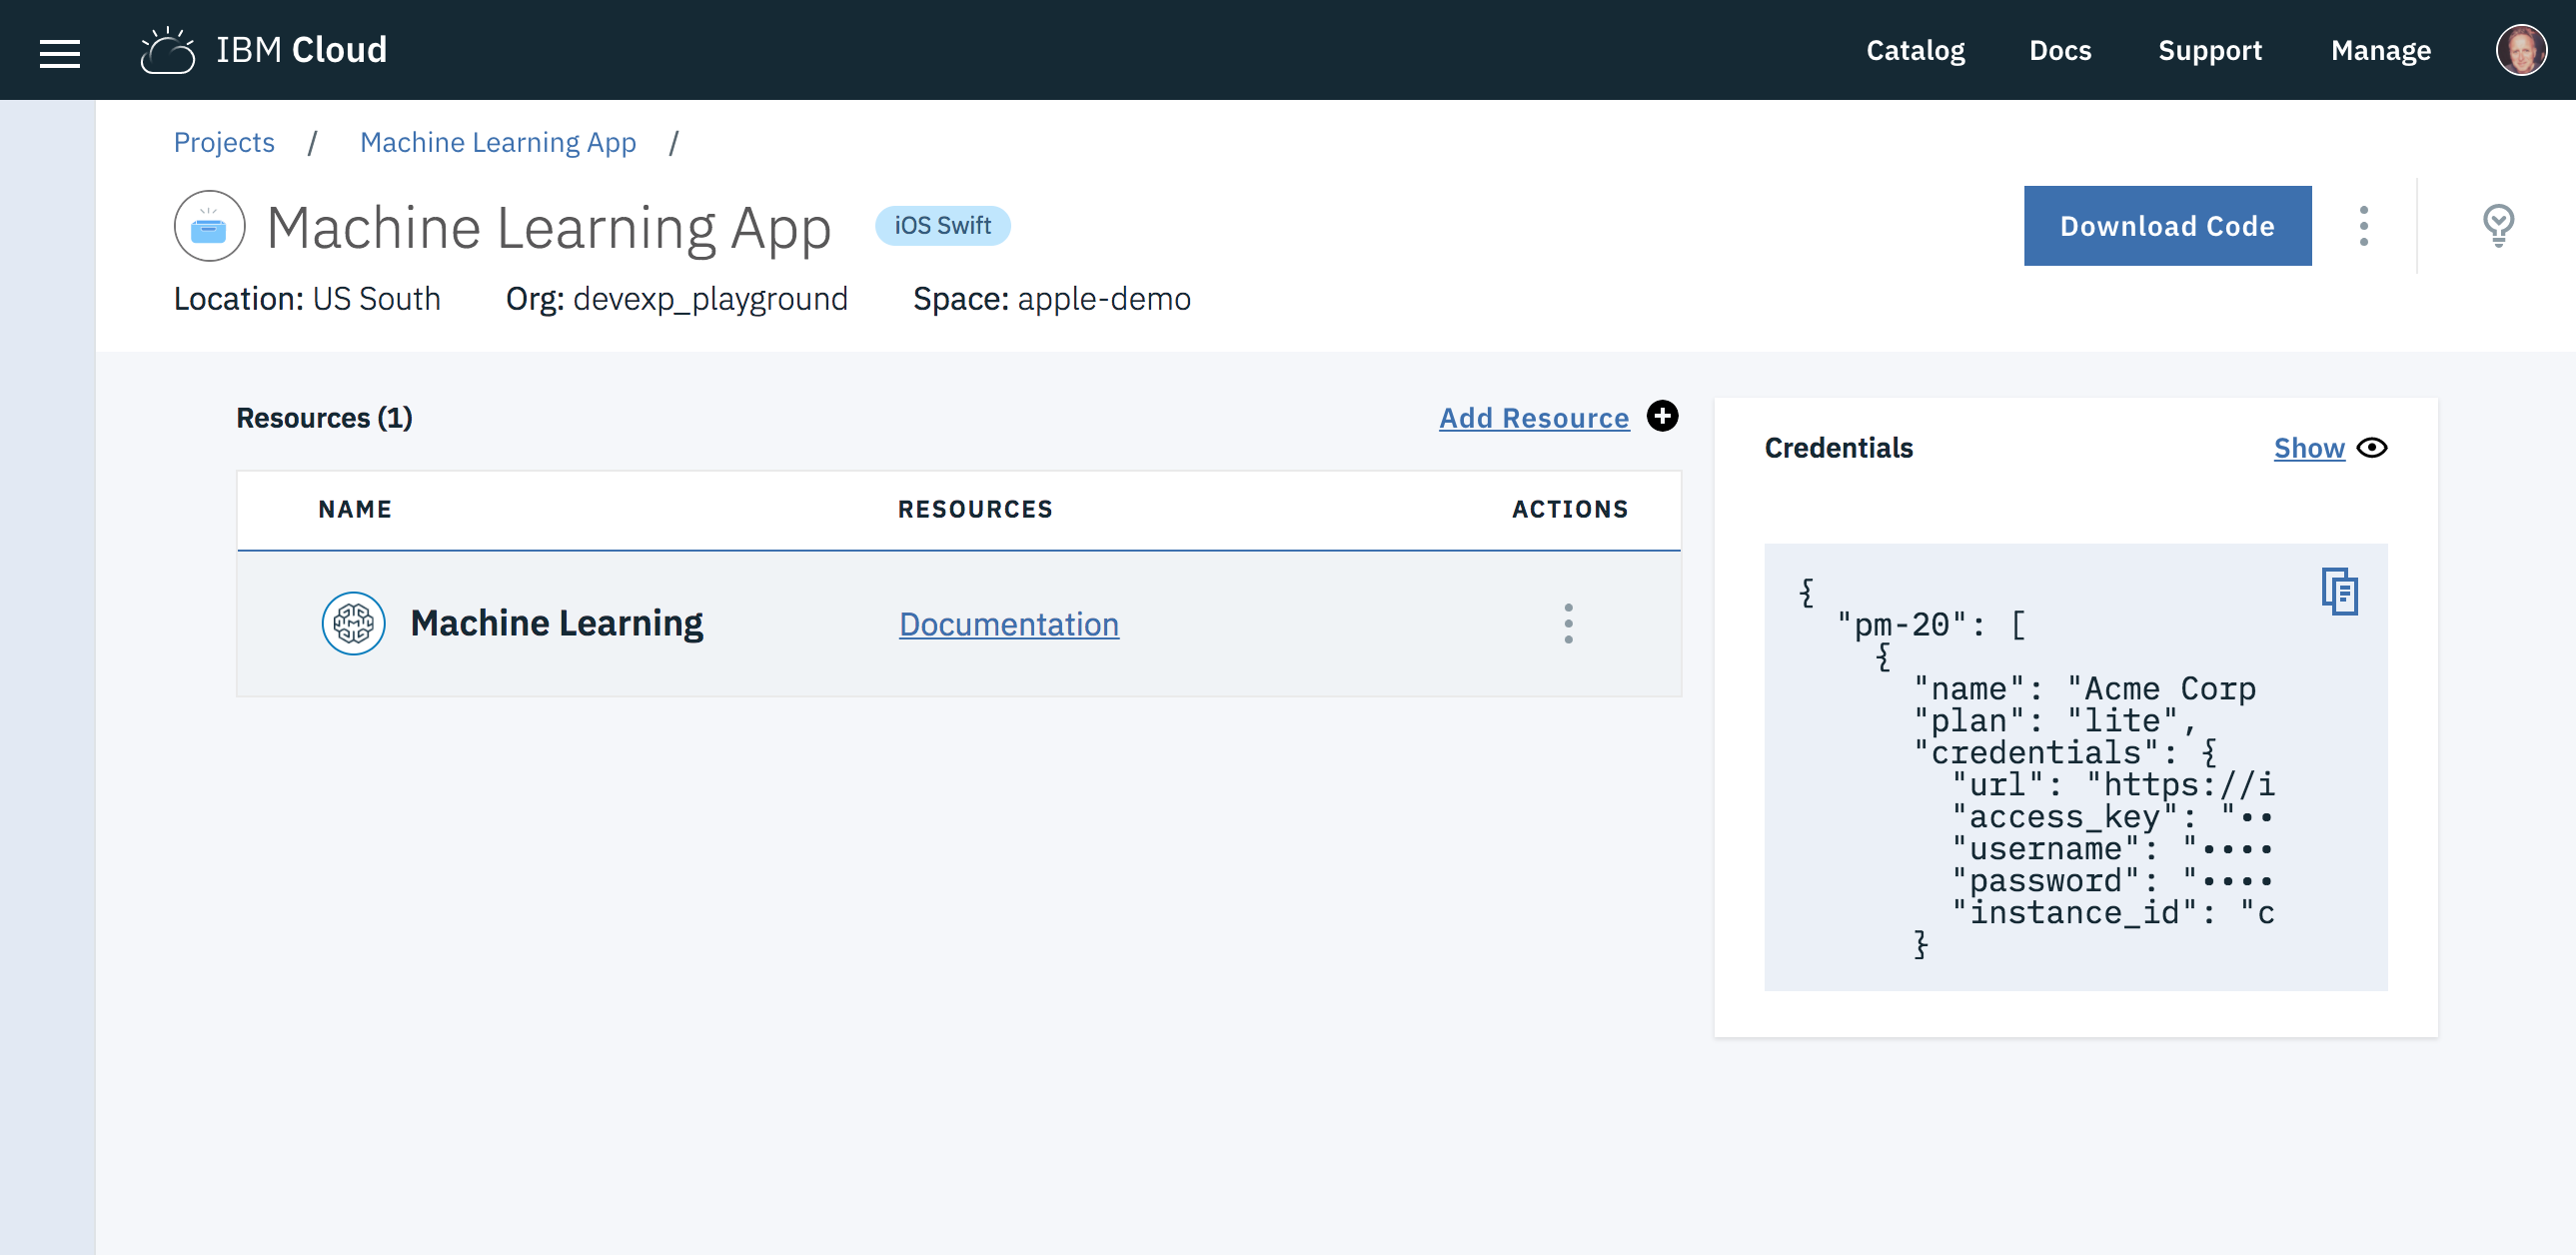 IBM Cloud
Catalog Docs Support Manage
Projects / Machine Learning App /
Machine Learning App iOS Swift
Download Code
Location: US South Org: devexp_playground Space: apple-demo
Resources (1) Add Resource
NAME RESOURCES ACTIONS
Machine Learning Documentation
Credentials Show
{
"pm-20": [
{
"name": "Acme Corp
"plan": "lite",
"credentials": {
"url": "https://i
"access_key": "••
"username": "••••
"password": "••••
"instance_id": "c
}